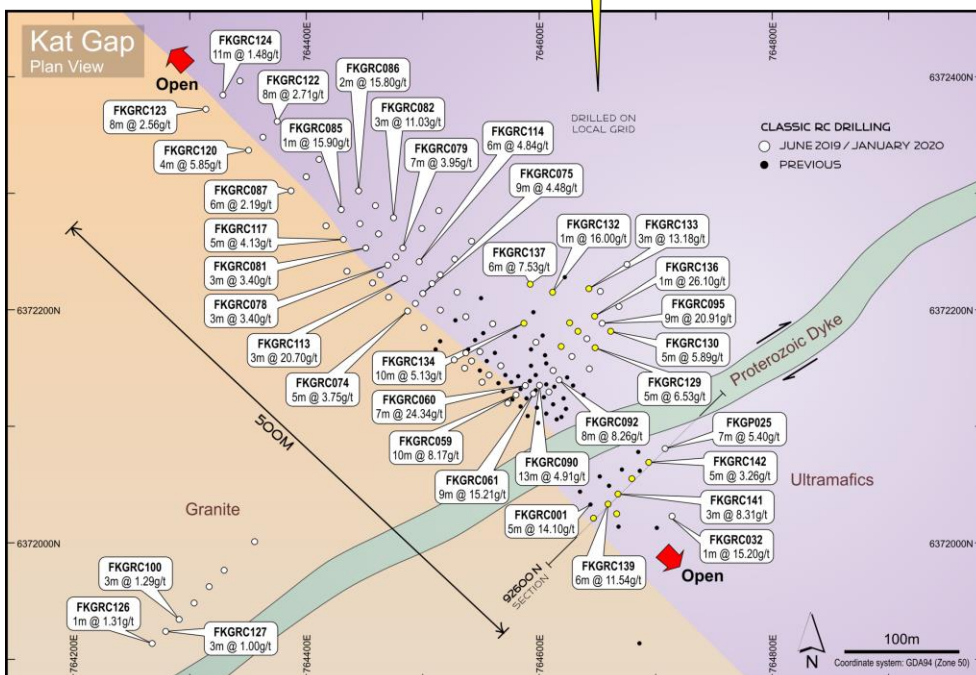 Kat Gap
Plan View
Open
764400E
764600E
764800E
6372400N
6372400N
FKGRC124
11m @ 1.48g/t
FKGRC122
8m @ 2.71g/t
FKGRC086
2m @ 15.80g/t
FKGRC123
8m @ 2.56g/t
FKGRC085
1m @ 15.90g/t
FKGRC082
3m @ 11.03g/t
FKGRC120
4m @ 5.85g/t
FKGRC079
7m @ 3.95g/t
FKGRC114
6m @ 4.84g/t
DRILLED ON
LOCAL GRID
CLASSIC RC DRILLING
JUNE 2019 / JANUARY 2020
PREVIOUS
FKGRC087
6m @ 2.19g/t
FKGRC075
9m @ 4.48g/t
FKGRC117
5m @ 4.13g/t
FKGRC137
6m @ 7.53g/t
FKGRC132
1m @ 16.00g/t
FKGRC133
3m @ 13.18g/t
FKGRC081
3m @ 3.40g/t
FKGRC136
1m @ 26.10g/t
FKGRC078
3m @ 3.40g/t
FKGRC095
9m @ 20.91g/t
6372200N
6372200N
FKGRC113
3m @ 20.70g/t
FKGRC130
5m @ 5.89g/t
FKGRC134
10m @ 5.13g/t
FKGRC074
5m @ 3.75g/t
FKGRC129
5m @ 6.53g/t
Proterozoic Dyke
FKGRC060
7m @ 24.34g/t
FKGRC092
8m @ 8.26g/t
FKGP025
7m @ 5.40g/t
500M
FKGRC059
10m @ 8.17g/t
FKGRC090
13m @ 4.91g/t
FKGRC142
5m @ 3.26g/t
FKGRC061
9m @ 15.21g/t
Ultramafics
Granite
FKGRC141
3m @ 8.31g/t
FKGRC001
5m @ 14.10g/t
FKGRC032
1m @ 15.20g/t
6372000N
6372000N
FKGRC139
6m @ 11.54g/t
Open
92600N
SECTION
FKGRC100
3m @ 1.29g/t
FKGRC126
1m @ 1.31g/t
FKGRC127
3m @ 1.00g/t
N
100m
Coordinate system: GDA94 (Zone 50)
764200E
764400E
764600E
764800E